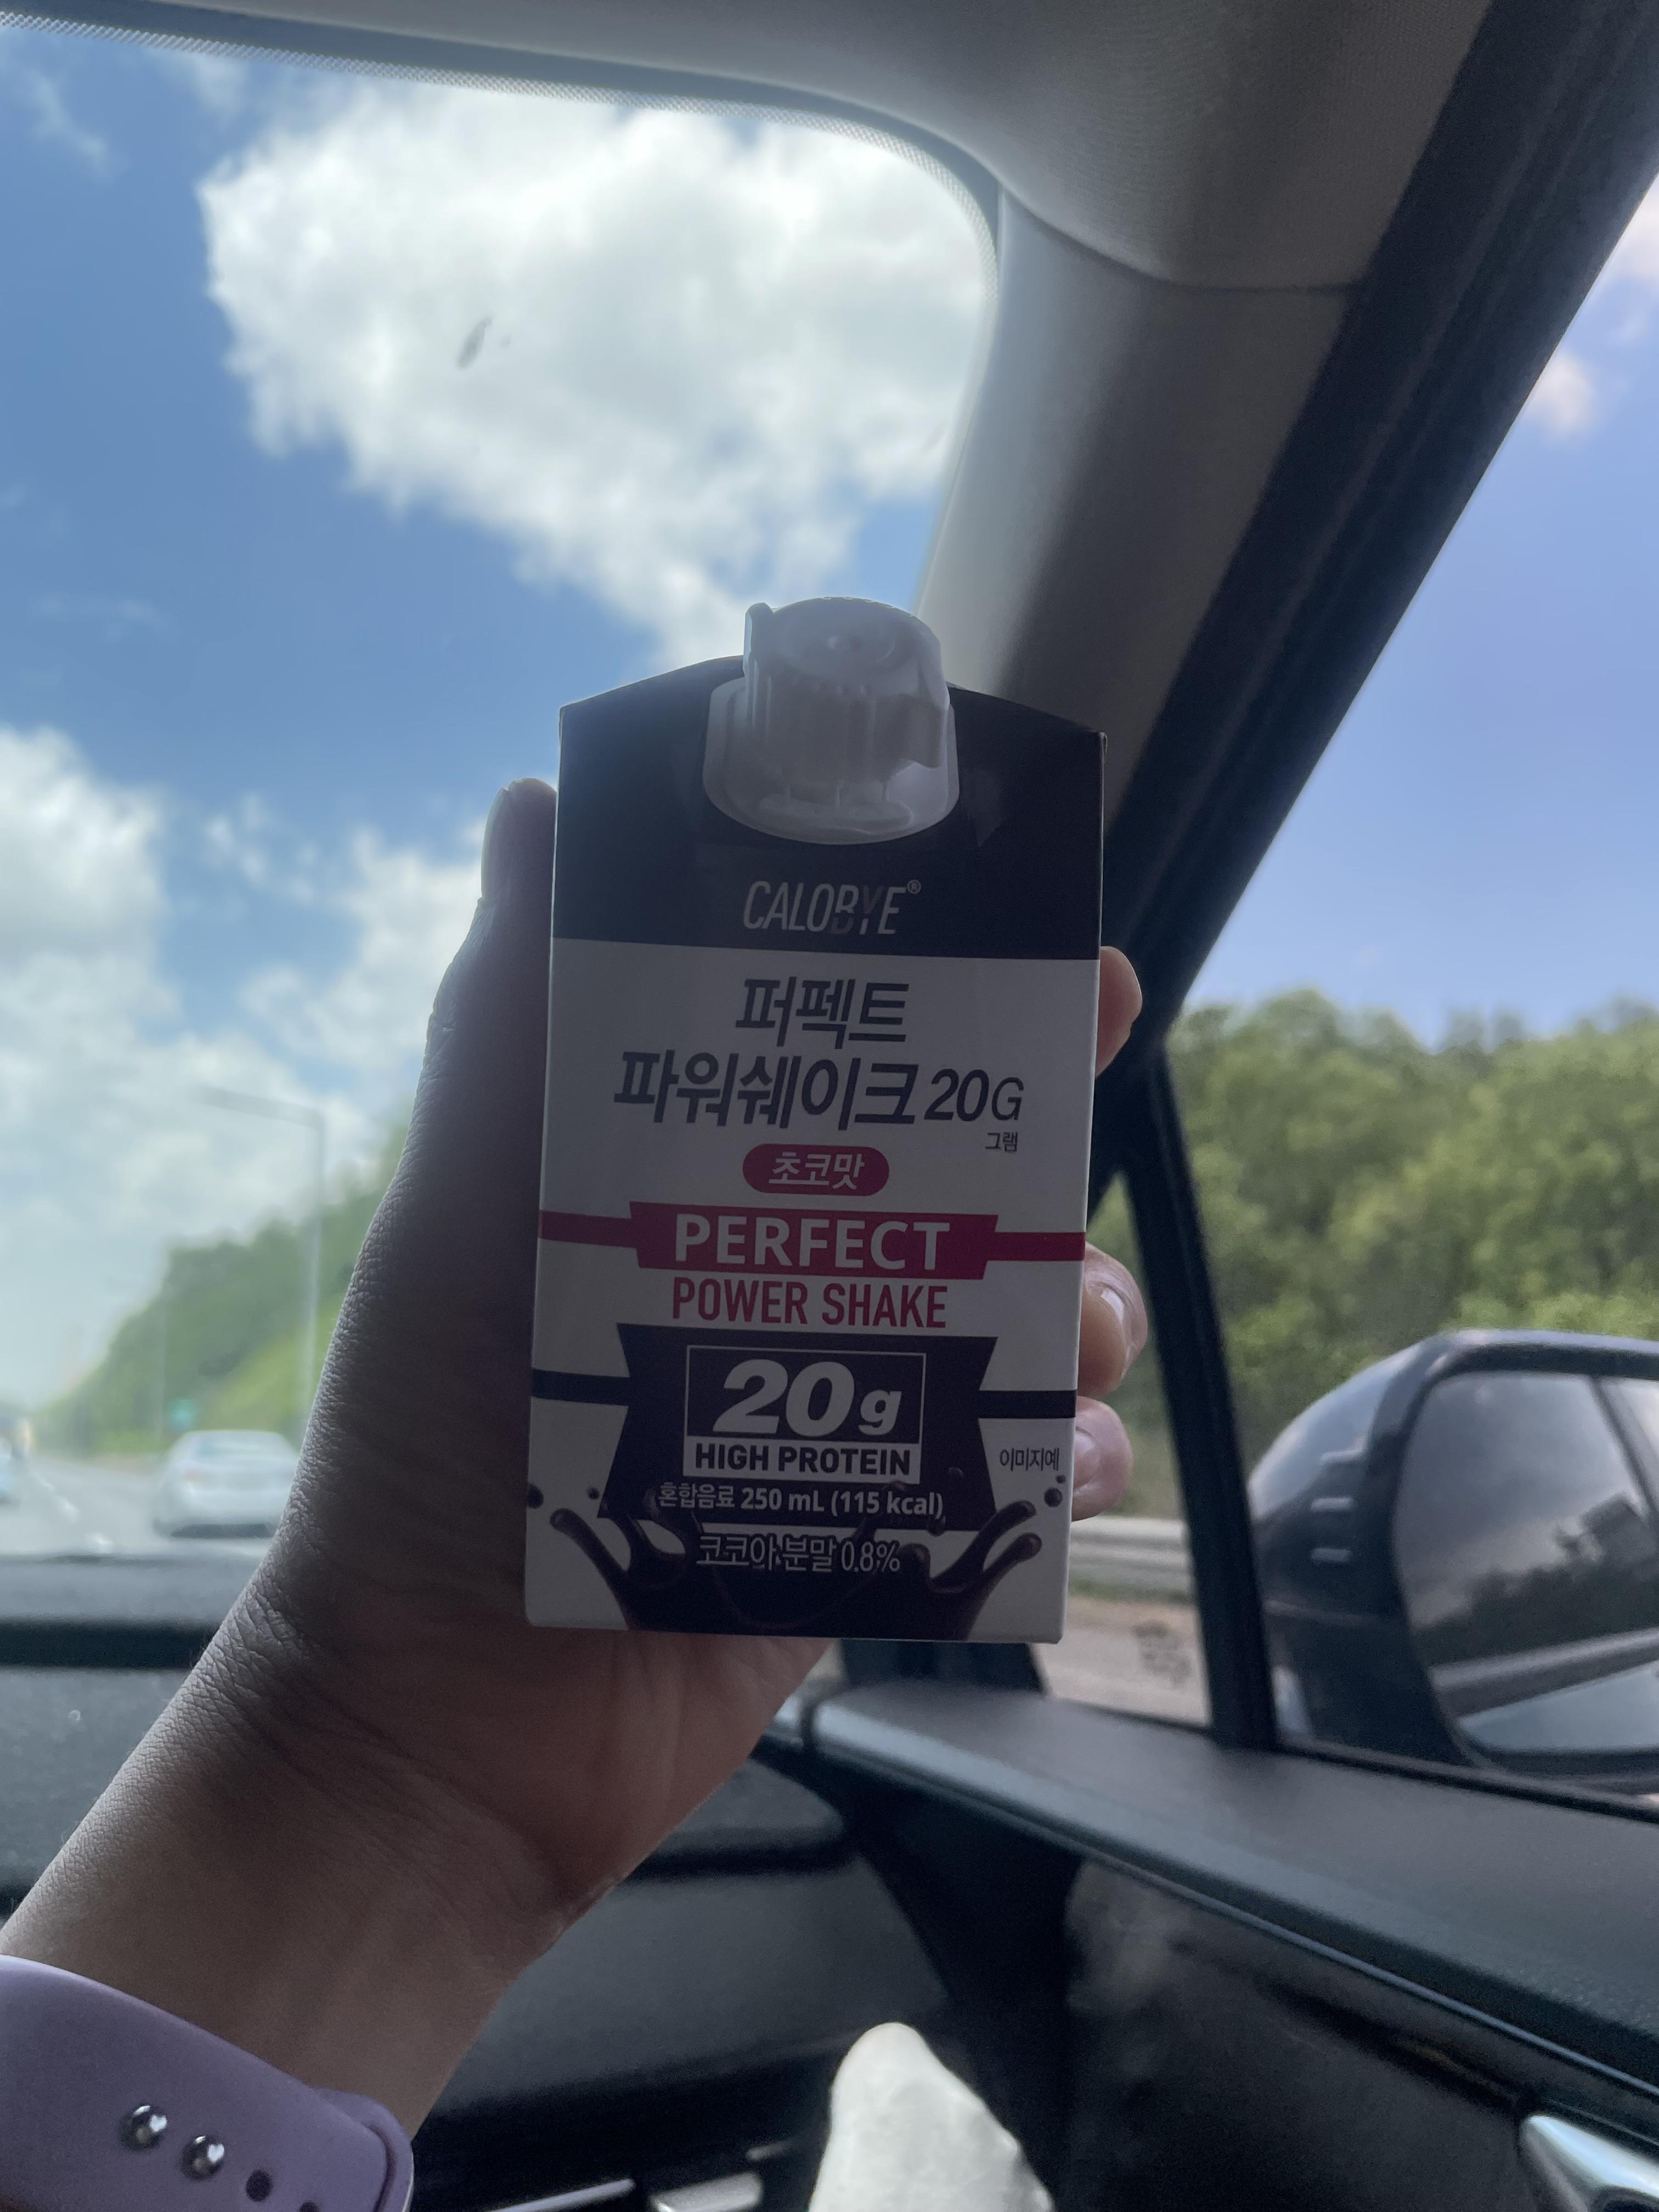 CALOBYE®
퍼펙트
파워쉐이크 20G
그램
초코맛
PERFECT
POWER SHAKE
20g
HIGH PROTEIN
이미지예
혼합음료 250 mL (115 kcal)
코코아분말 0.8%